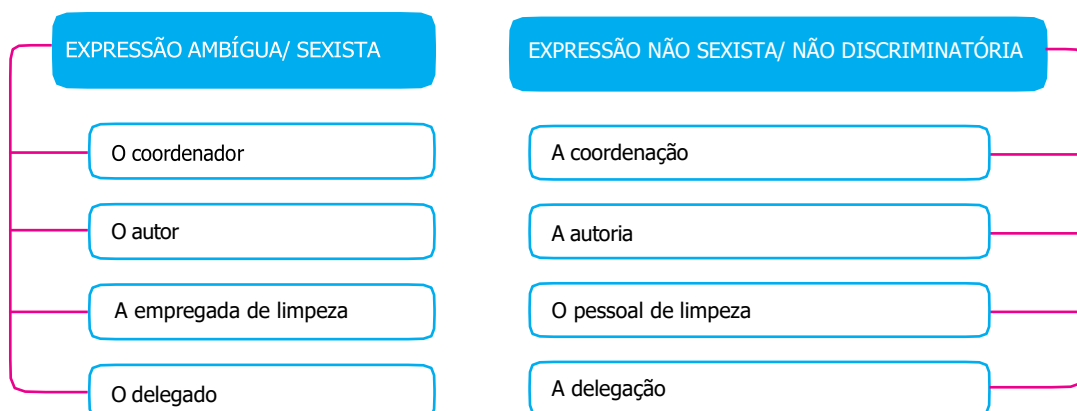 EXPRESSÃO AMBÍGUA/ SEXISTA
EXPRESSÃO NÃO SEXISTA/ NÃO DISCRIMINATÓRIA
O coordenador
A coordenação
O autor
A autoria
A empregada de limpeza
O pessoal de limpeza
O delegado
A delegação